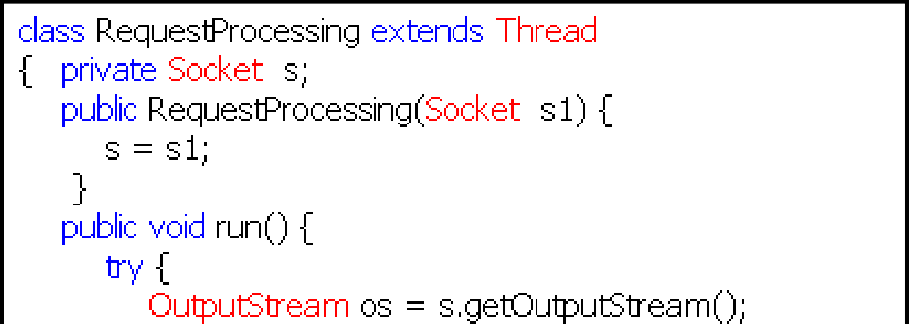 class RequestProcessing extends Thread
{ private Socket s;
public RequestProcessing(Socket s1) {
s = s1;
}
public void run() {
try {
OutputStream os = s.getOutputStream();